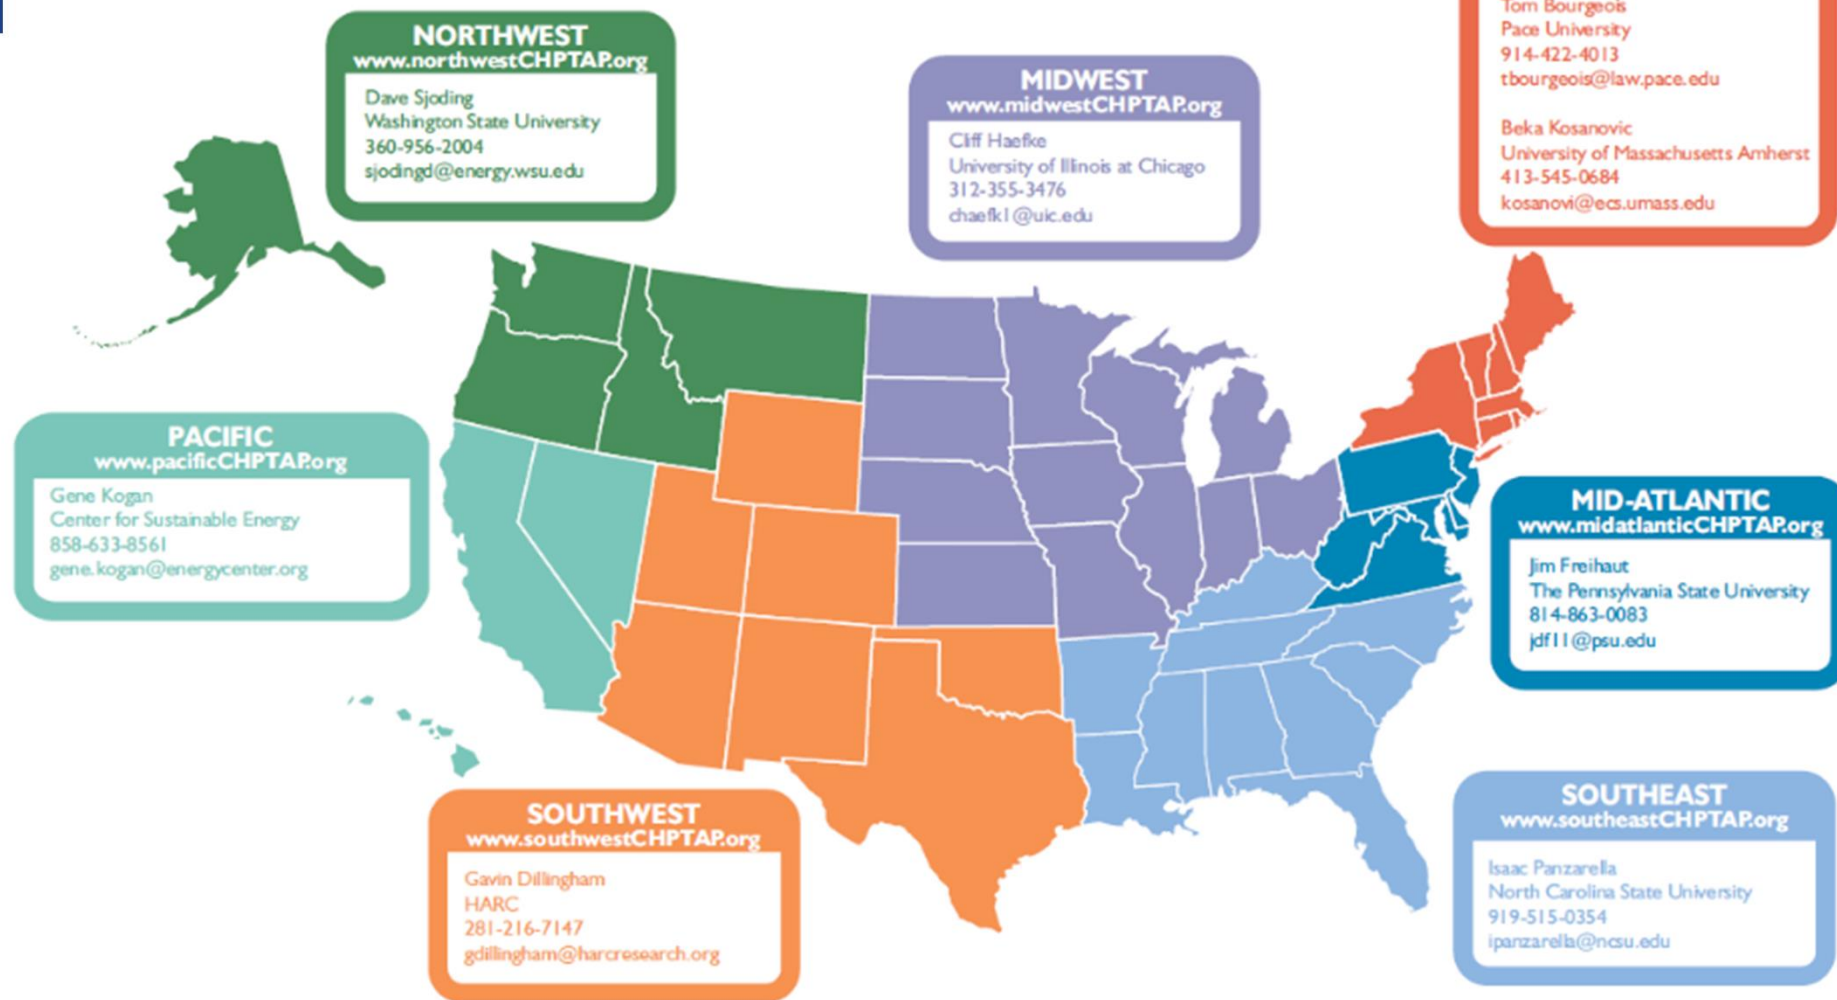 NORTHWEST
www.northwestCHPTAP.org
Dave Sjoding
Washington State University
360-956-2004
sjodingd@energy.wsu.edu
MIDWEST
www.midwestCHPTAP.org
Cliff Haefke
University of Illinois at Chicago
312-355-3476
chaefk1@uic.edu
Tom Bourgeois
Pace University
914-422-4013
tbourgeois@law.pace.edu
Beka Kosanovic
University of Massachusetts Amherst
413-545-0684
kosanovi@ecs.umass.edu
PACIFIC
www.pacificCHPTAP.org
Gene Kogan
Center for Sustainable Energy
858-633-8561
gene.kogan@energycenter.org
MID-ATLANTIC
www.midatlanticCHPTAP.org
Jim Freihaut
The Pennsylvania State University
814-863-0083
jdf11@psu.edu
SOUTHWEST
www.southwestCHPTAP.org
Gavin Dillingham
HARC
281-216-7147
gdillingham@harcresearch.org
SOUTHEAST
www.southeastCHPTAP.org
Isaac Panzarella
North Carolina State University
919-515-0354
ipanzarella@ncsu.edu